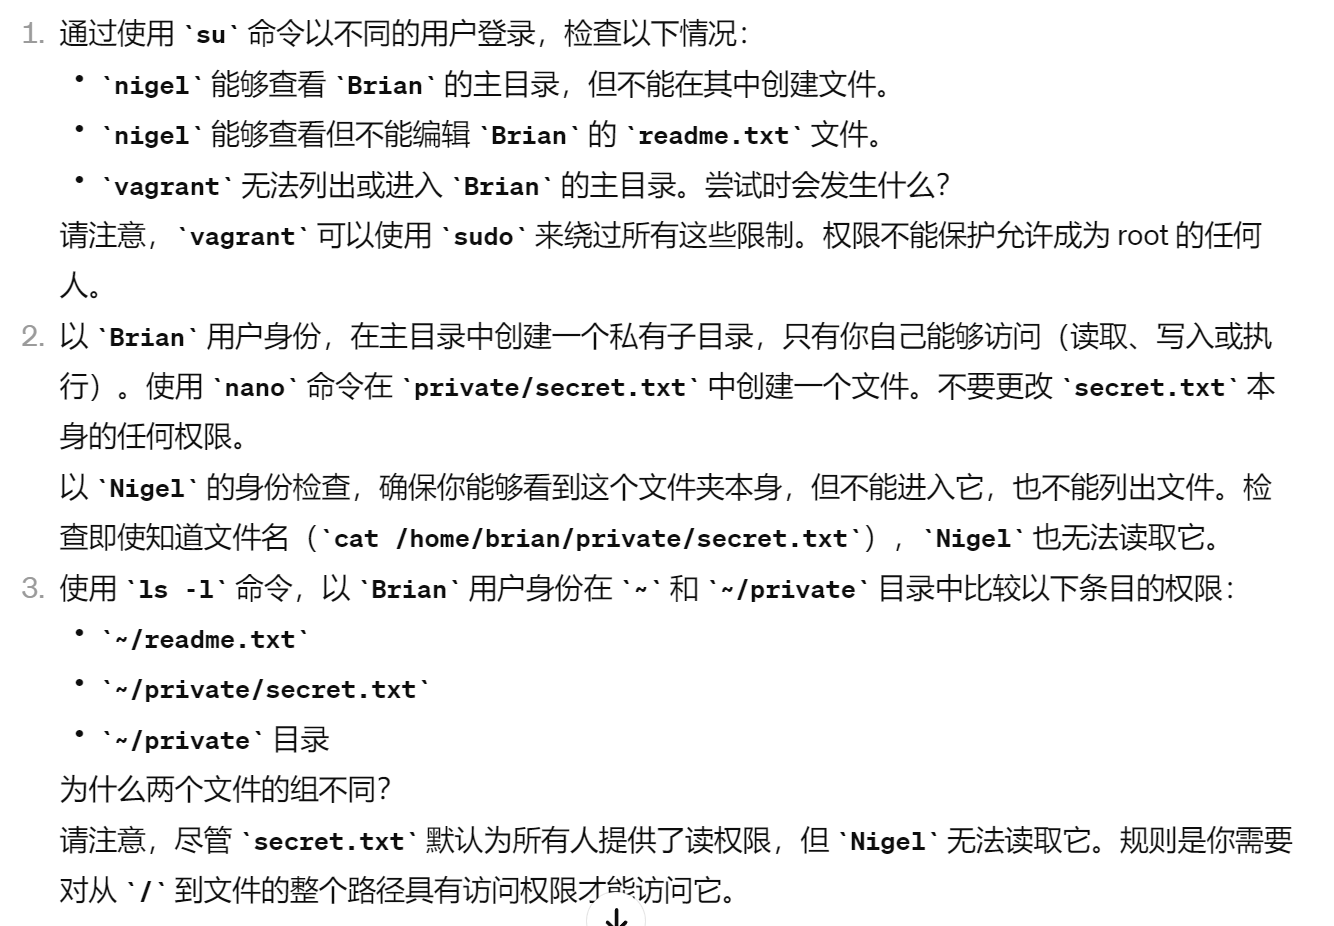 1. 通过使用 `su` 命令以不同的用户登录，检查以下情况：
• `nigel` 能够查看 `Brian` 的主目录，但不能在其中创建文件。
• `nigel` 能够查看但不能编辑 `Brian` 的 `readme.txt` 文件。
• `vagrant` 无法列出或进入 `Brian` 的主目录。尝试时会发生什么？
请注意，`vagrant` 可以使用 `sudo` 来绕过所有这些限制。权限不能保护允许成为 root 的任何
人。
2. 以 `Brian` 用户身份，在主目录中创建一个私有子目录，只有你自己能够访问（读取、写入或执
行）。使用 `nano` 命令在 `private/secret.txt` 中创建一个文件。不要更改 `secret.txt` 本
身的任何权限。
以 `Nigel` 的身份检查，确保你能够看到这个文件夹本身，但不能进入它，也不能列出文件。检
查即使知道文件名（`cat /home/brian/private/secret.txt`），`Nigel` 也无法读取它。
3. 使用 `ls -l` 命令，以 `Brian` 用户身份在 `~` 和 `~/private` 目录中比较以下条目的权限：
• `~/readme.txt`
• `~/private/secret.txt`
• `~/private` 目录
为什么两个文件的组不同？
请注意，尽管 `secret.txt` 默认为所有人提供了读权限，但 `Nigel` 无法读取它。规则是你需要
对从 `/` 到文件的整个路径具有访问权限才能访问它。